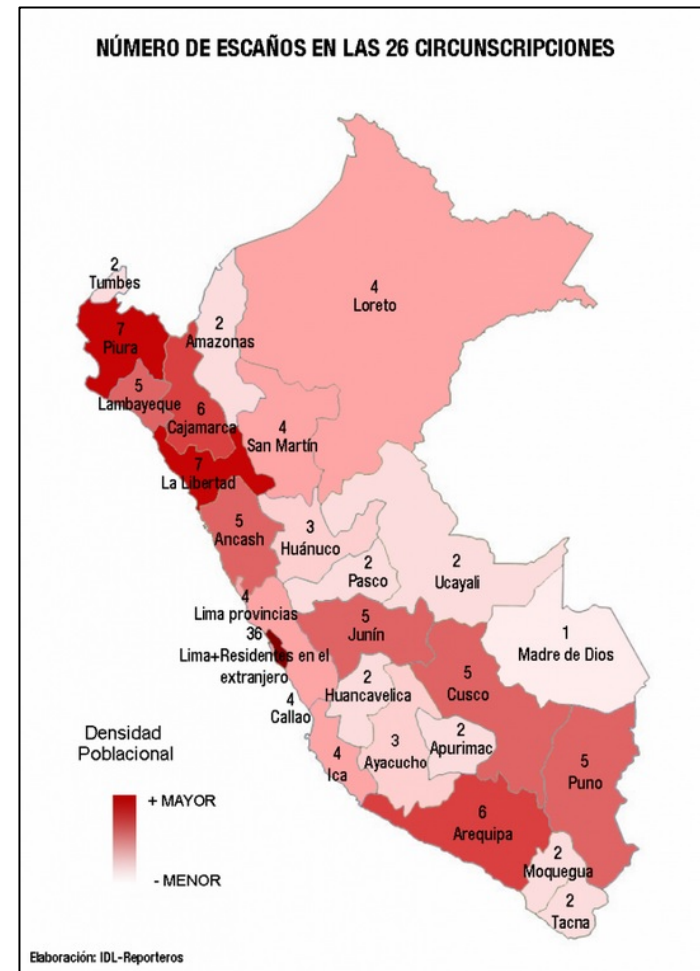 NÚMERO DE ESCAÑOS EN LAS 26 CIRCUNSCRIPCIONES
4
Loreto
2
Tumbes
2
Amazonas
7
Piura
5
Lambayeque
6
Cajamarca
4
San Martín
7
La Libertad
5
Ancash
3
Huánuco
2
Pasco
2
Ucayali
4
Lima provincias
36
Lima+Residentes en el
extranjero
5
Junín
1
Madre de Dios
4
Callao
2
Huancavelica
5
Cusco
4
Ica
3
Ayacucho
2
Apurimac
5
Puno
6
Arequipa
2
Moquegua
2
Tacna
Densidad
Poblacional
+ MAYOR
- MENOR
Elaboración: IDL-Reporteros